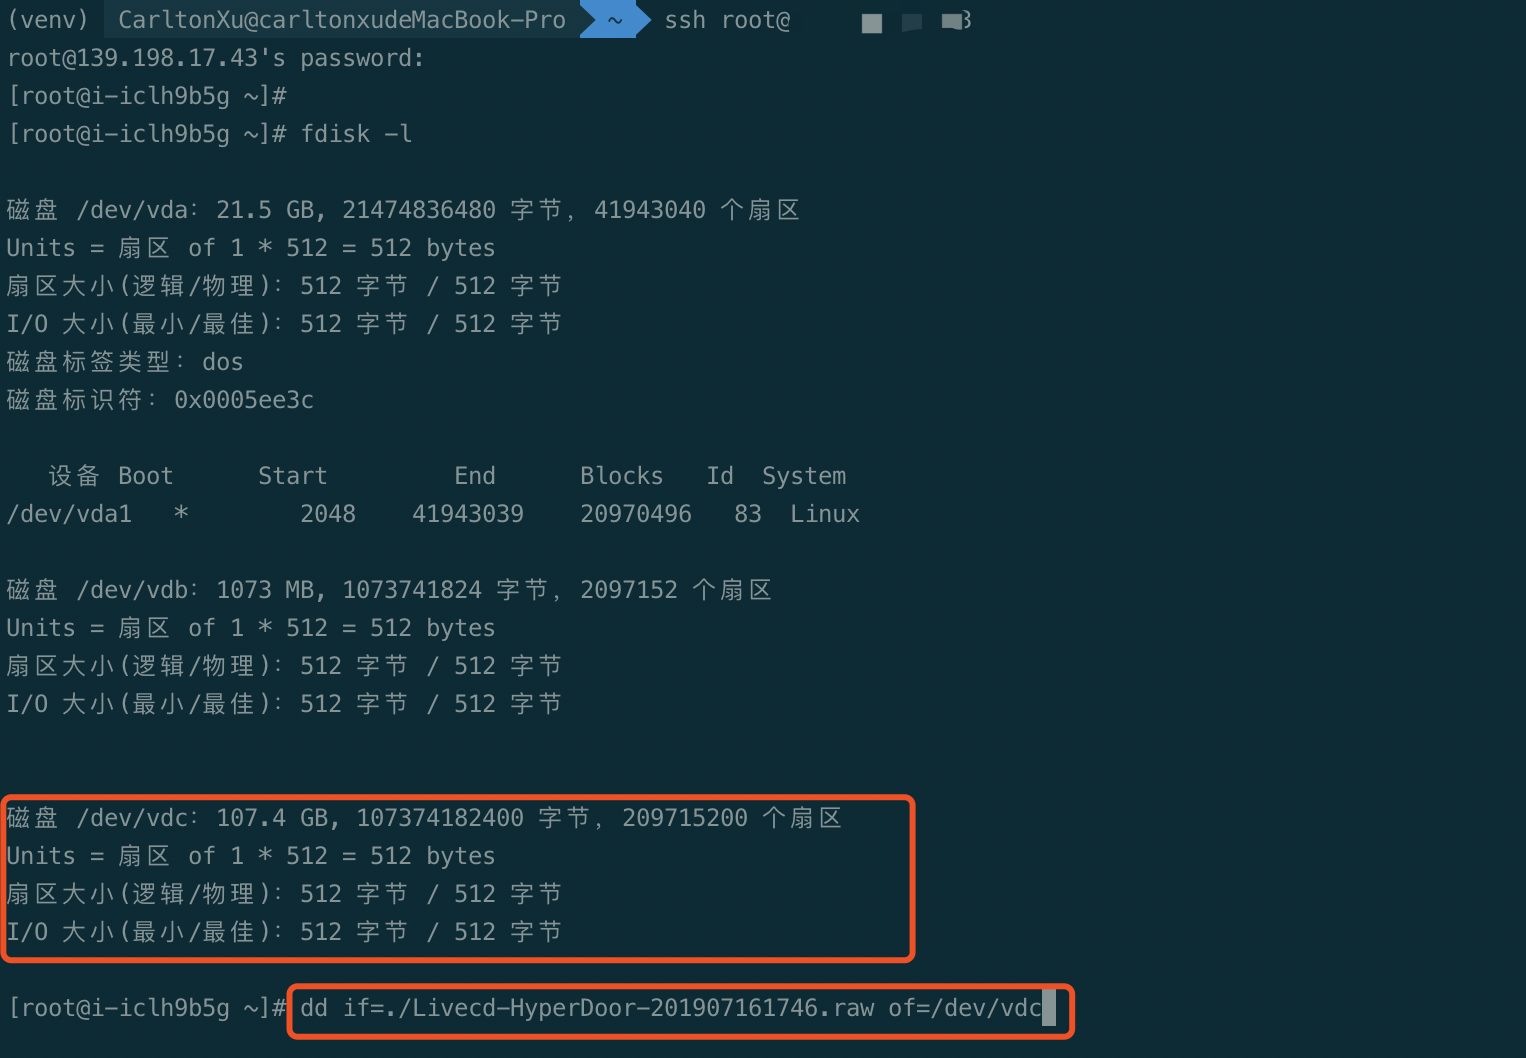 (venv) CarltonXu@carltonxudeMacBook-Pro ~ ssh root@ 3
root@139.198.17.43's password:
[root@i-iclh9b5g ~]#
[root@i-iclh9b5g ~]# fdisk -l
磁盘 /dev/vda：21.5 GB, 21474836480 字节，41943040 个扇区
Units = 扇区 of 1 * 512 = 512 bytes
扇区大小(逻辑/物理)：512 字节 / 512 字节
I/O 大小(最小/最佳)：512 字节 / 512 字节
磁盘标签类型：dos
磁盘标识符：0x0005ee3c
设备 Boot      Start         End      Blocks   Id  System
/dev/vda1   *        2048    41943039    20970496   83  Linux
磁盘 /dev/vdb：1073 MB, 1073741824 字节，2097152 个扇区
Units = 扇区 of 1 * 512 = 512 bytes
扇区大小(逻辑/物理)：512 字节 / 512 字节
I/O 大小(最小/最佳)：512 字节 / 512 字节
磁盘 /dev/vdc：107.4 GB, 107374182400 字节，209715200 个扇区
Units = 扇区 of 1 * 512 = 512 bytes
扇区大小(逻辑/物理)：512 字节 / 512 字节
I/O 大小(最小/最佳)：512 字节 / 512 字节
[root@i-iclh9b5g ~]# dd if=./Livecd-HyperDoor-201907161746.raw of=/dev/vdc